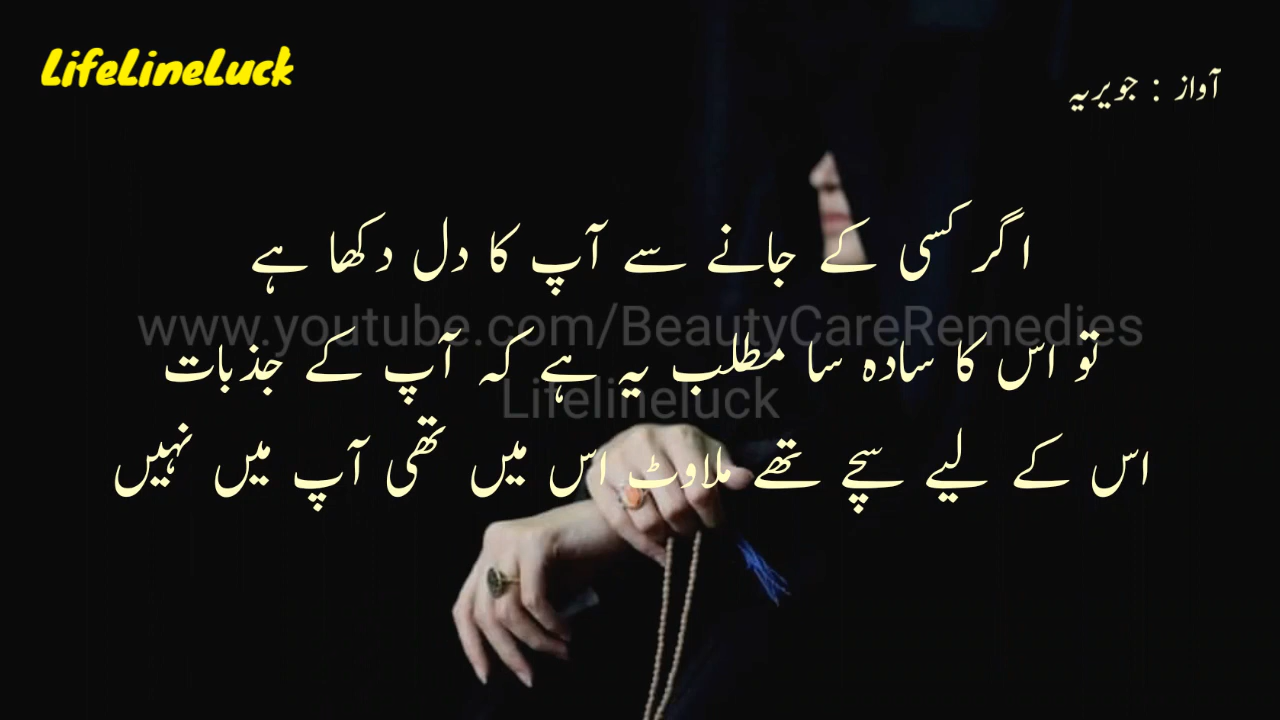 LifeLineLuck
آواز : جویریہ
اگر کسی کے جانے سے آپ کا دل دکھا ہے
www.youtube.com/BeautyCareRemedies
تو اس کا سادہ سا مطلب یہ ہے کہ آپ کے جذبات
Lifelineluck
اس کے لیے سچے تھے ملاوٹ اس میں تھی آپ میں نہیں